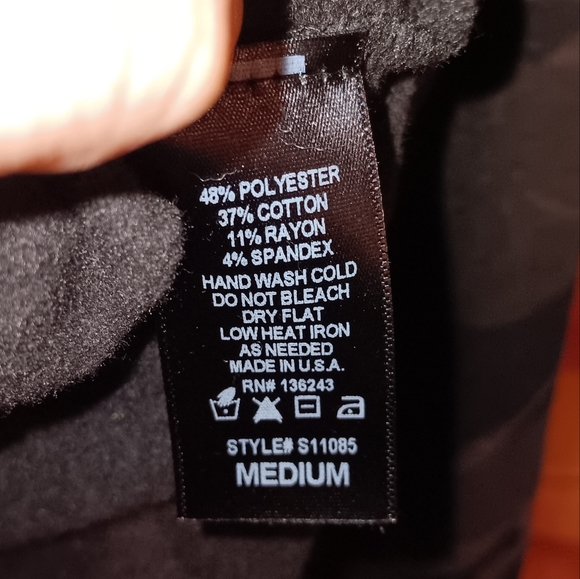 48% POLYESTER
37% COTTON
11% RAYON
4% SPANDEX
HAND WASH COLD
DO NOT BLEACH
DRY FLAT
LOW HEAT IRON
AS NEEDED
MADE IN U.S.A.
RN# 136243
STYLE# S11085
MEDIUM